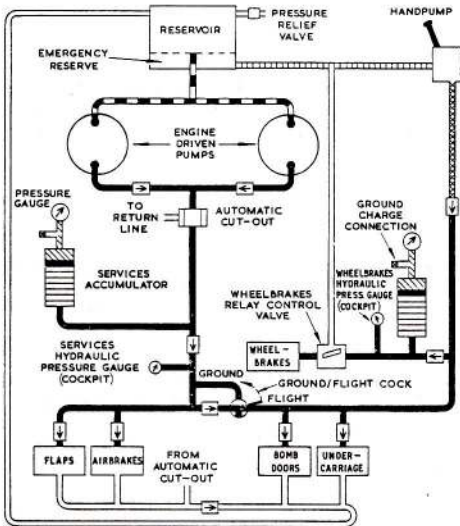 RESERVOIR
PRESSURE
RELIEF
VALVE
HANDPUMP
EMERGENCY
RESERVE
ENGINE
DRIVEN
PUMPS
PRESSURE
GAUGE
TO
RETURN
LINE
AUTOMATIC
CUT-OUT
GROUND
CHARGE
CONNECTION
SERVICES
ACCUMULATOR
WHEELBRAKES
HYDRAULIC
PRESS. GAUGE
(COCKPIT)
WHEELBRAKES
RELAY CONTROL
VALVE
SERVICES
HYDRAULIC
PRESSURE GAUGE
(COCKPIT)
WHEEL-
BRAKES
GROUND
GROUND/FLIGHT COCK
FLIGHT
FLAPS
AIRBRAKES
FROM
AUTOMATIC
CUT-OUT
BOMB
DOORS
UNDER-
CARRIAGE